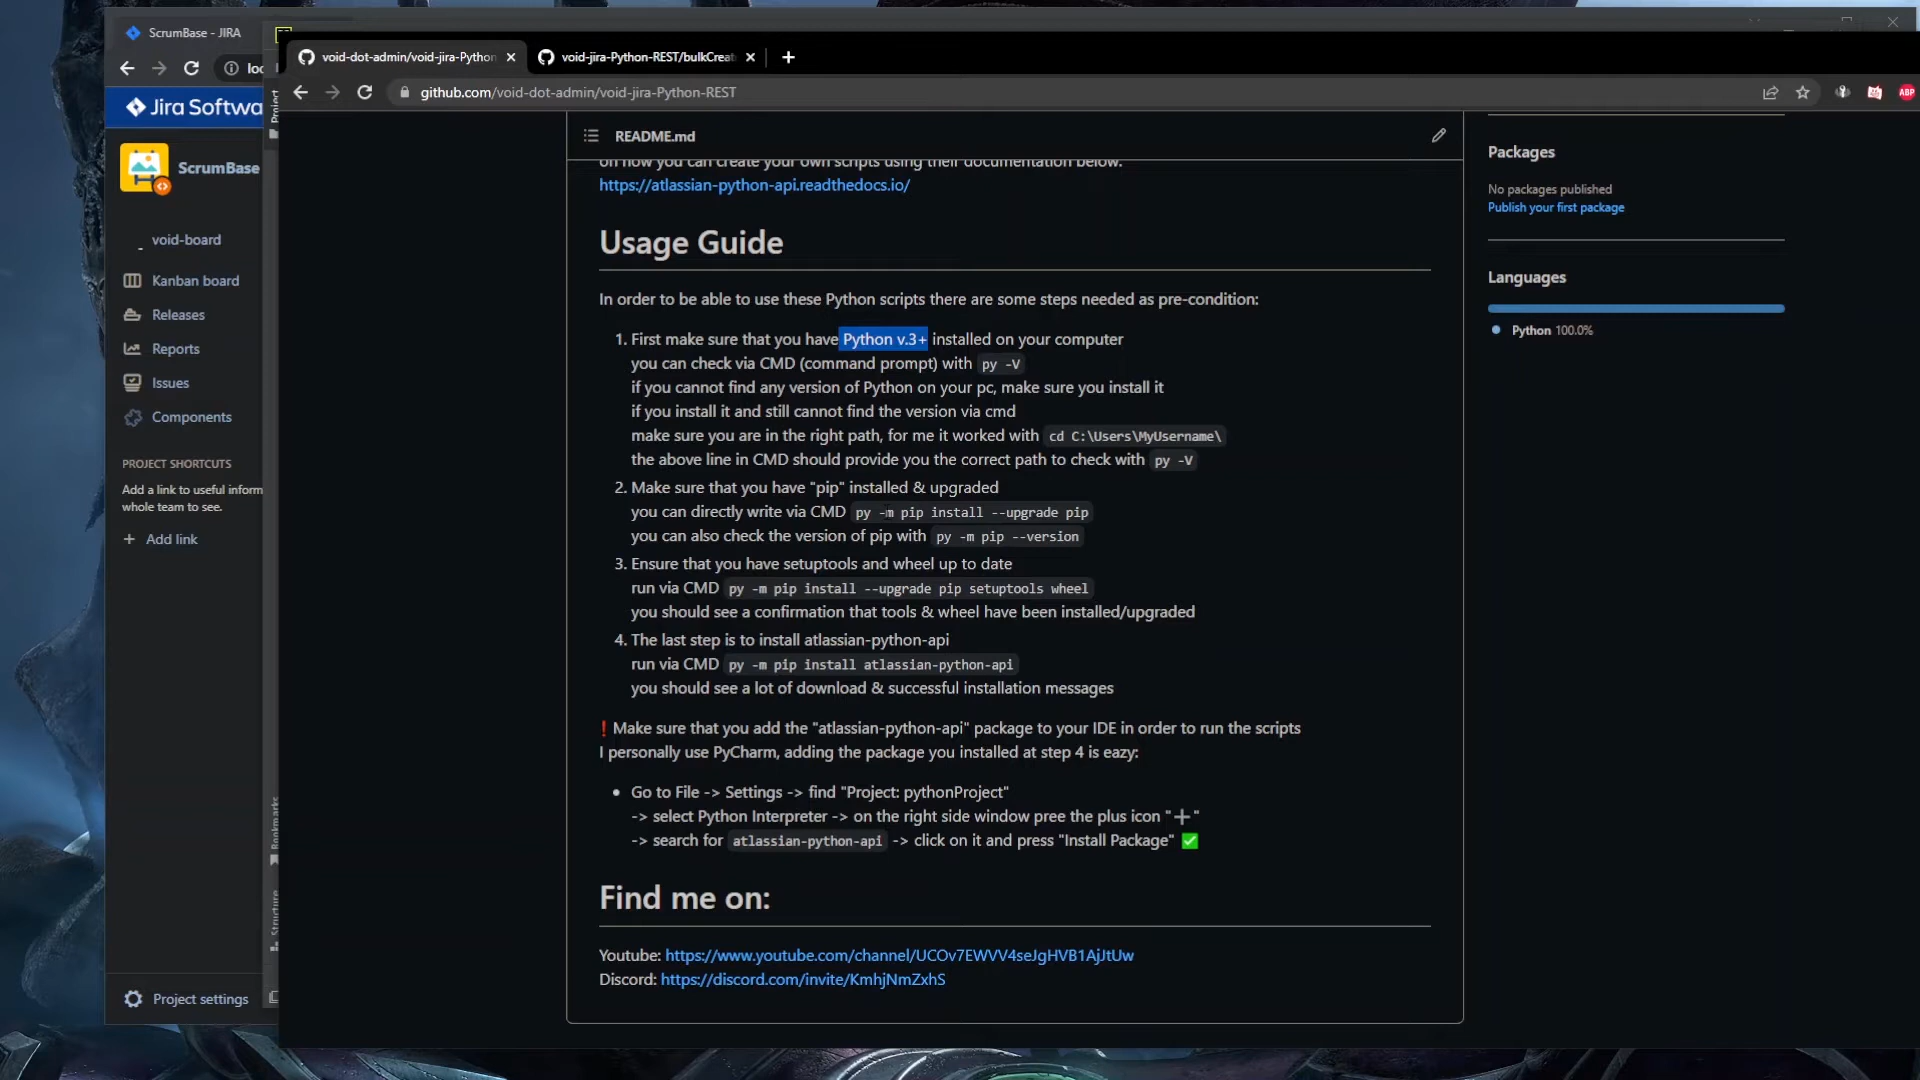 ScrumBase - JIRA
void-dot-admin/void-jira-Python
void-jira-Python-REST/bulkCreat
loc
github.com/void-dot-admin/void-jira-Python-REST
ABP
Jira Softwa
Project
README.md
on how you can create your own scripts using their documentation below.
https://atlassian-python-api.readthedocs.io/
ScrumBase
void-board
Kanban board
Releases
Reports
Issues
Components
PROJECT SHORTCUTS
Add a link to useful inform
whole team to see.
+ Add link
Project settings
Bookmarks
Structure
Usage Guide
In order to be able to use these Python scripts there are some steps needed as pre-condition:
1. First make sure that you have Python v.3+ installed on your computer
you can check via CMD (command prompt) with py -V
if you cannot find any version of Python on your pc, make sure you install it
if you install it and still cannot find the version via cmd
make sure you are in the right path, for me it worked with cd C:\Users\MyUsername\
the above line in CMD should provide you the correct path to check with py -V
2. Make sure that you have "pip" installed & upgraded
you can directly write via CMD py -m pip install --upgrade pip
you can also check the version of pip with py -m pip --version
3. Ensure that you have setuptools and wheel up to date
run via CMD py -m pip install --upgrade pip setuptools wheel
you should see a confirmation that tools & wheel have been installed/upgraded
4. The last step is to install atlassian-python-api
run via CMD py -m pip install atlassian-python-api
you should see a lot of download & successful installation messages
❗ Make sure that you add the "atlassian-python-api" package to your IDE in order to run the scripts
I personally use PyCharm, adding the package you installed at step 4 is eazy:
• Go to File -> Settings -> find "Project: pythonProject"
-> select Python Interpreter -> on the right side window pree the plus icon "➕"
-> search for atlassian-python-api -> click on it and press "Install Package" ✅
Find me on:
Youtube: https://www.youtube.com/channel/UCOv7EWVV4seJgHVB1AjJtUw
Discord: https://discord.com/invite/KmhjNmZxhS
Packages
No packages published
Publish your first package
Languages
Python 100.0%